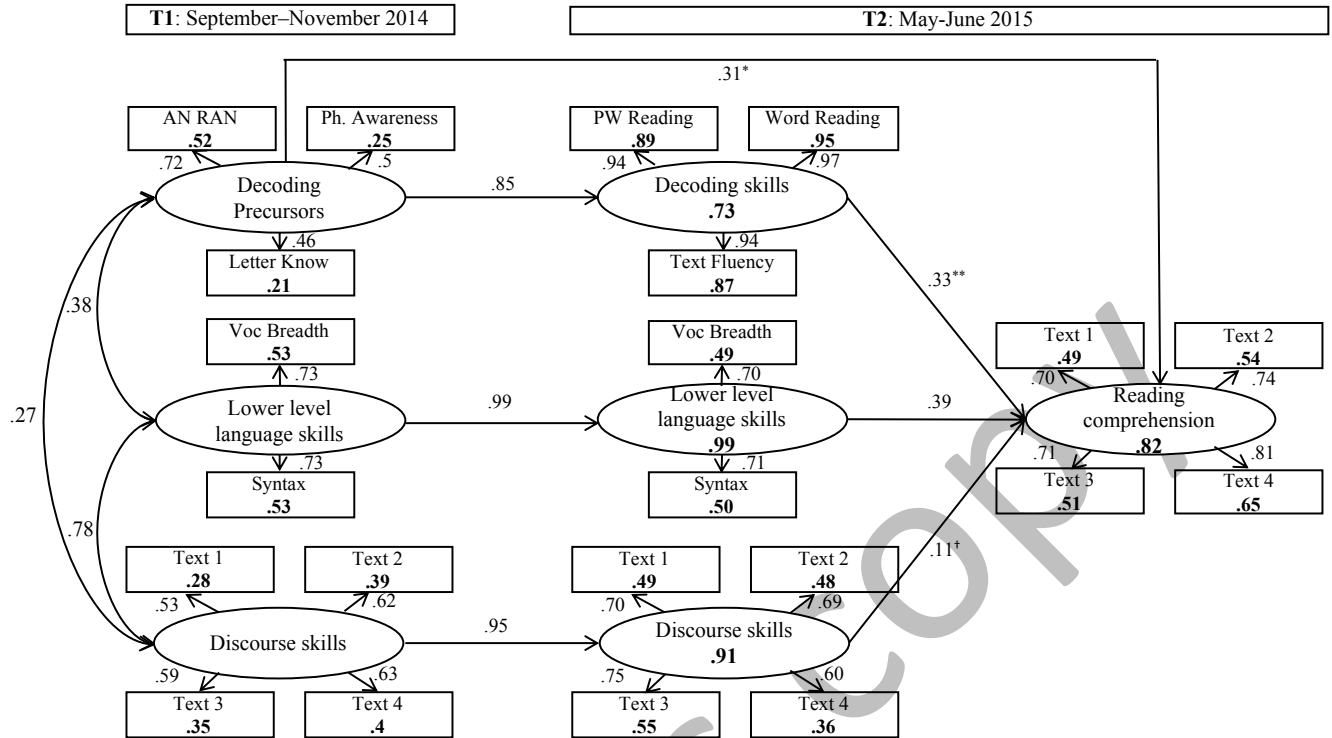 T1: September–November 2014
T2: May-June 2015
.31*
AN RAN
.52
Ph. Awareness
.25
PW Reading
.89
Word Reading
.95
.72
.5
.94
.97
Decoding
Precursors
.85
Decoding skills
.73
.46
.94
Letter Know
.21
Text Fluency
.87
.33**
.38
Voc Breadth
.53
Voc Breadth
.49
Text 1
.49
Text 2
.54
.73
.70
.70
.74
.27
Lower level
language skills
.99
Lower level
language skills
.99
.39
Reading
comprehension
.82
.73
.71
.71
.81
Syntax
.53
Syntax
.50
Text 3
.51
Text 4
.65
.78
.11†
Text 1
.28
Text 2
.39
Text 1
.49
Text 2
.48
.53
.62
.70
.69
Discourse skills
.95
Discourse skills
.91
.59
.63
.75
.60
Text 3
.35
Text 4
.4
Text 3
.55
Text 4
.36
copy